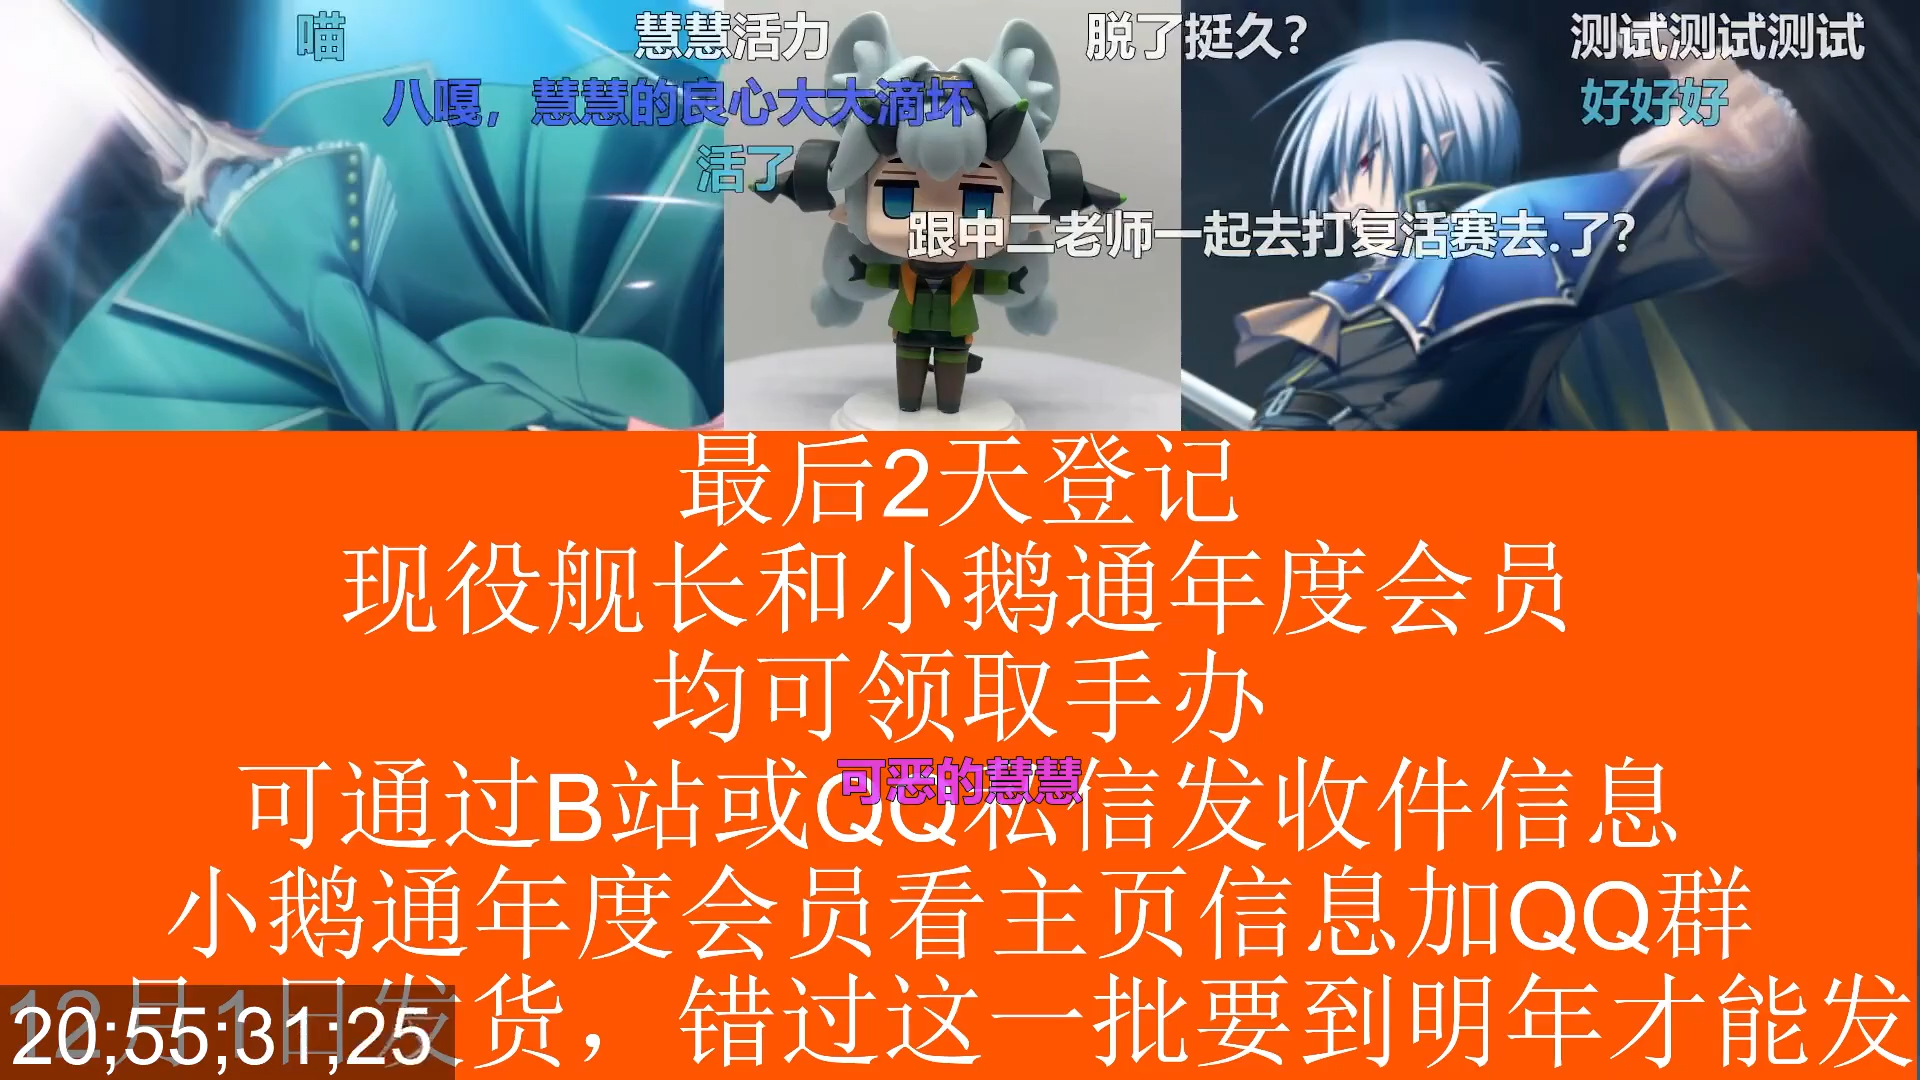 喵
慧慧活力
脱了挺久？
测试测试测试
八嘎，慧慧的良心大大滴坏
好好好
活了
跟中二老师一起去打复活赛去.了？
最后2天登记
现役舰长和小鹅通年度会员
均可领取手办
可通过B站或QQ私信发收件信息
可恶的慧慧
小鹅通年度会员看主页信息加QQ群
12月1日发货，错过这一批要到明年才能发
20;55;31;25